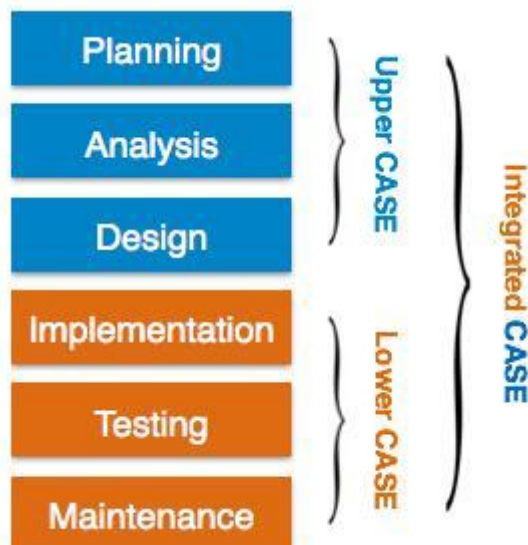 Planning
Analysis
Design
Implementation
Testing
Maintenance
Upper CASE
Lower CASE
Integrated CASE